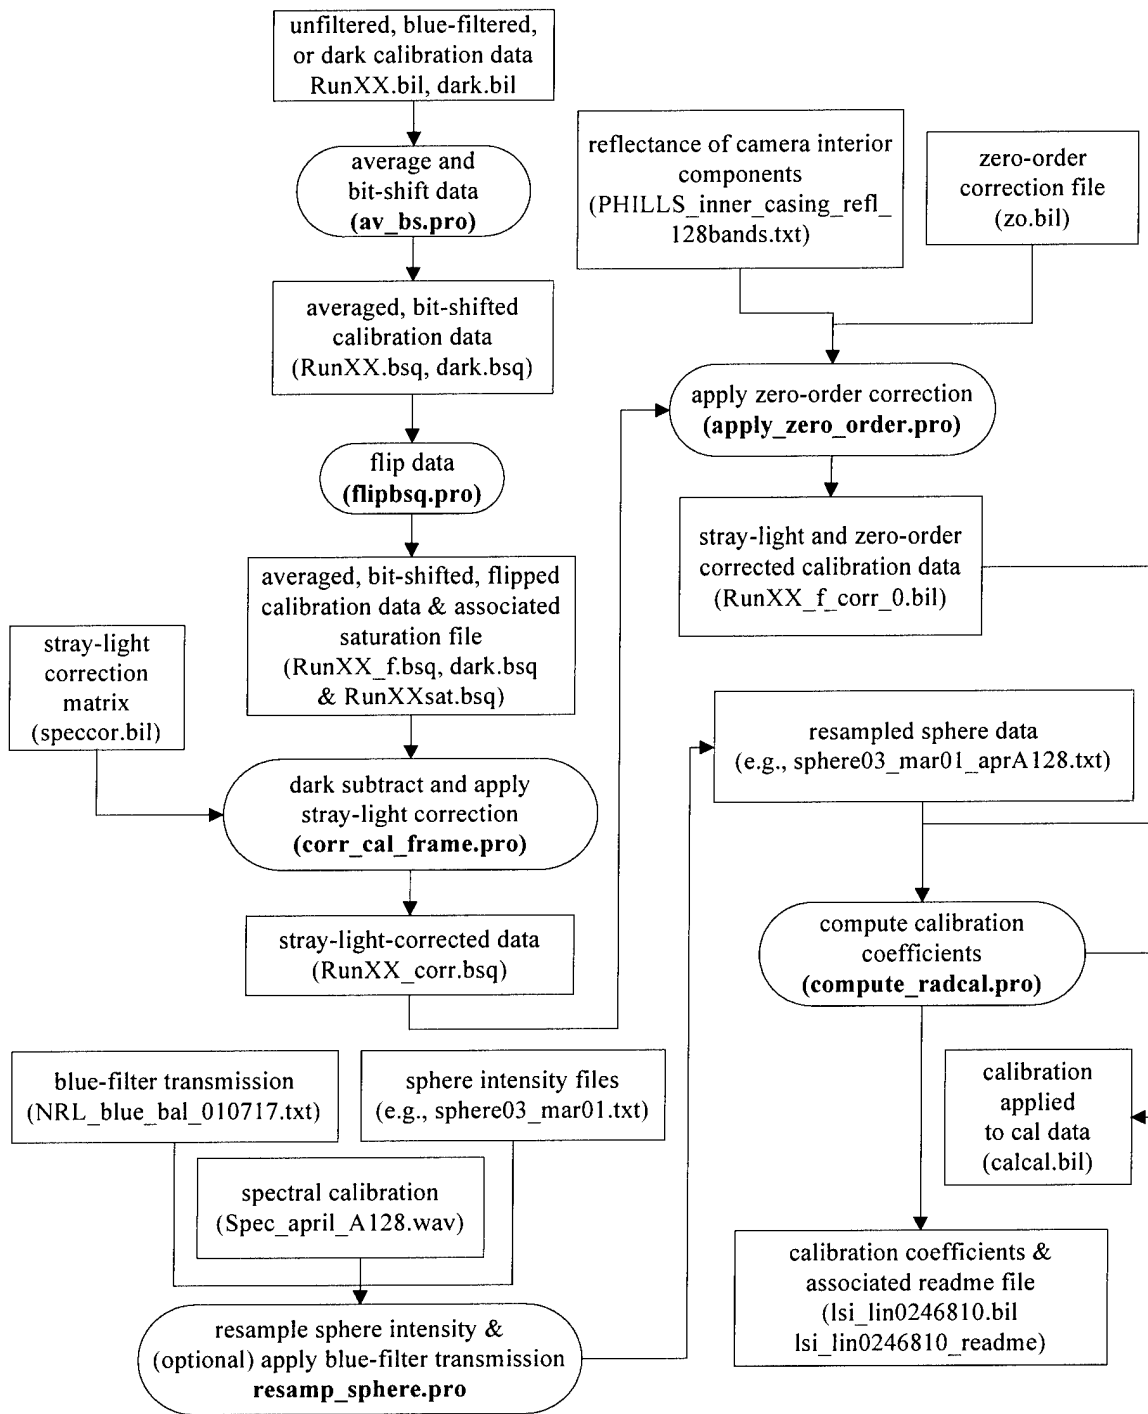 unfiltered, blue-filtered,
or dark calibration data
RunXX.bil, dark.bil
average and
bit-shift data
(av_bs.pro)
averaged, bit-shifted
calibration data
(RunXX.bsq, dark.bsq)
flip data
(flipbsq.pro)
averaged, bit-shifted, flipped
calibration data & associated
saturation file
(RunXX_f.bsq, dark.bsq
& RunXXsat.bsq)
stray-light
correction
matrix
(speccor.bil)
dark subtract and apply
stray-light correction
(corr_cal_frame.pro)
stray-light-corrected data
(RunXX_corr.bsq)
reflectance of camera interior
components
(PHILLS_inner_casing_refl_
128bands.txt)
zero-order
correction file
(zo.bil)
apply zero-order correction
(apply_zero_order.pro)
stray-light and zero-order
corrected calibration data
(RunXX_f_corr_0.bil)
blue-filter transmission
(NRL_blue_bal_010717.txt)
sphere intensity files
(e.g., sphere03_mar01.txt)
spectral calibration
(Spec_april_A128.wav)
resample sphere intensity &
(optional) apply blue-filter transmission
resamp_sphere.pro
resampled sphere data
(e.g., sphere03_mar01_aprA128.txt)
compute calibration
coefficients
(compute_radcal.pro)
calibration
applied
to cal data
(calcal.bil)
calibration coefficients &
associated readme file
(lsi_lin0246810.bil
lsi_lin0246810_readme)